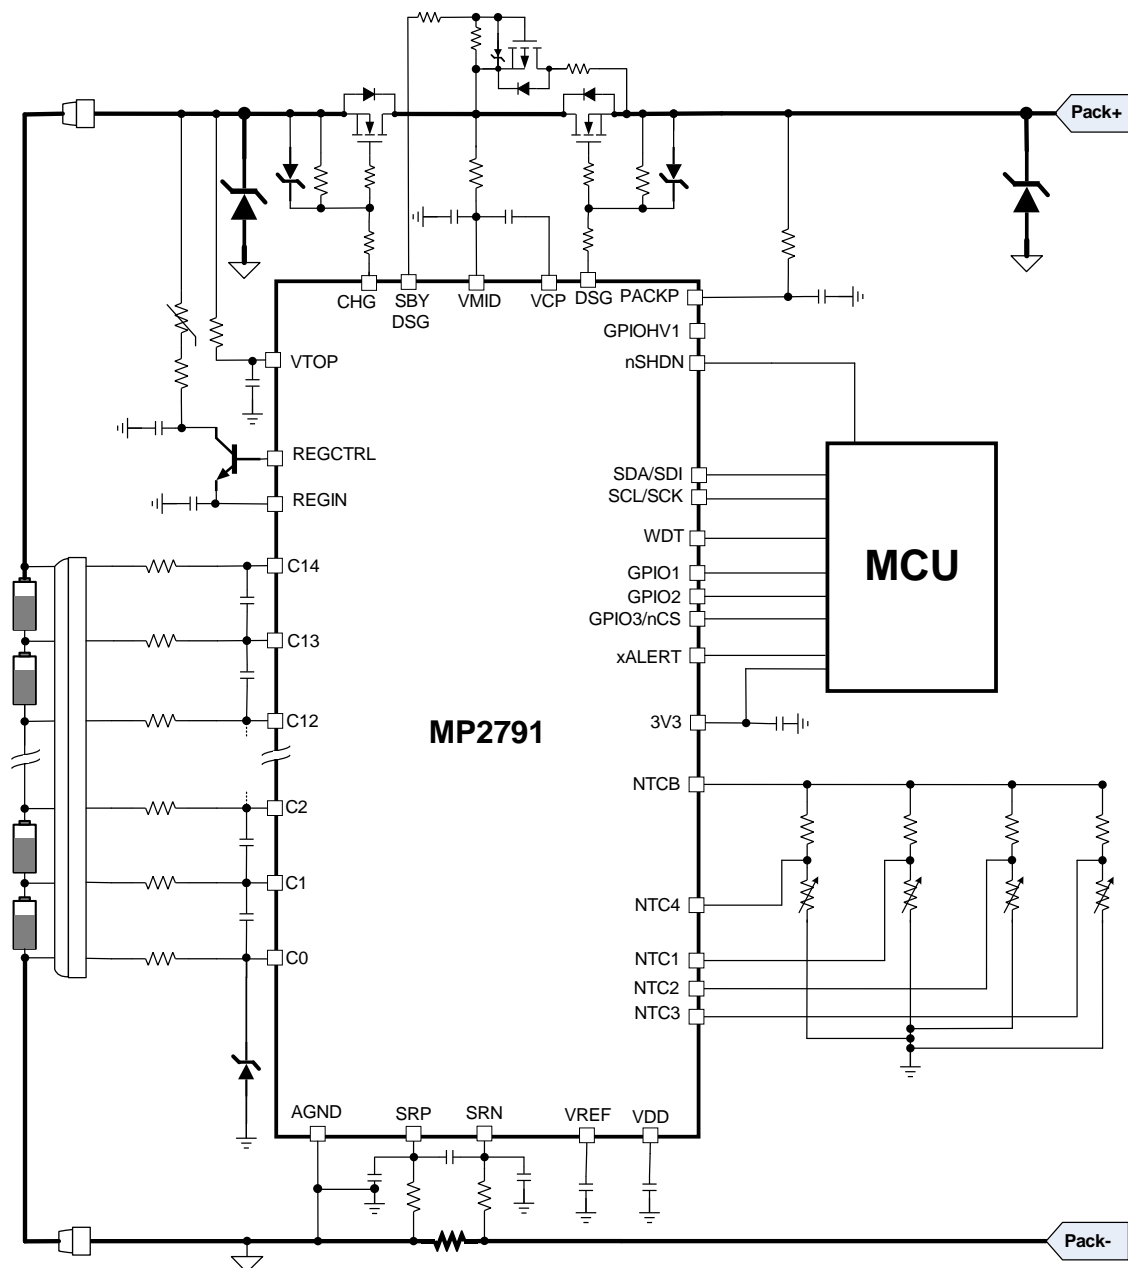 Pack+
CHG
SBY
DSG
VMID
VCP
DSG
PACKP
GPIOHV1
nSHDN
VTOP
REGCTRL
REGIN
SDA/SDI
SCL/SCK
WDT
GPIO1
GPIO2
GPIO3/nCS
xALERT
MCU
C14
C13
C12
3V3
MP2791
NTCB
C2
C1
C0
NTC4
NTC1
NTC2
NTC3
AGND
SRP
SRN
VREF
VDD
Pack-